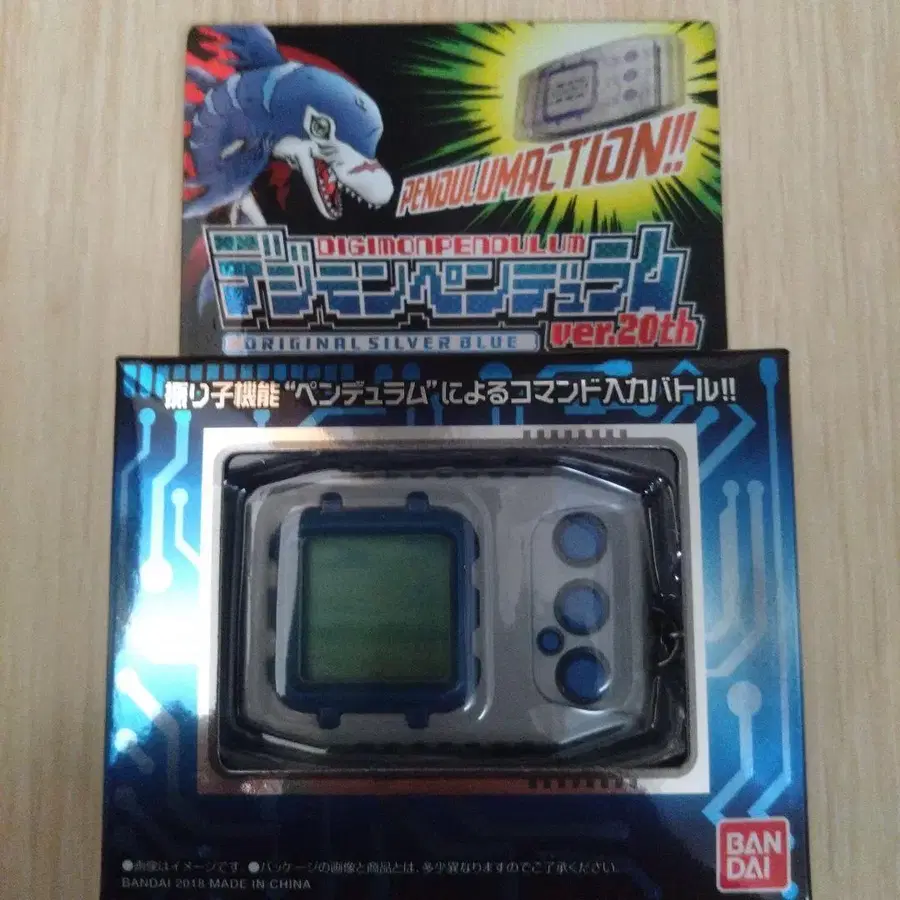 PENDULUMACTION!!
DIGIMONPENDULUM
デジモンペンデュラム
ver.20th
ORIGINAL SILVER BLUE
振り子機能“ペンデュラム”によるコマンド入力バトル!!
●画像はイメージです。 ●パッケージの画像と商品とは、多少異なりますのでご了承ください。
BANDAI 2018 MADE IN CHINA
BAN
DAI